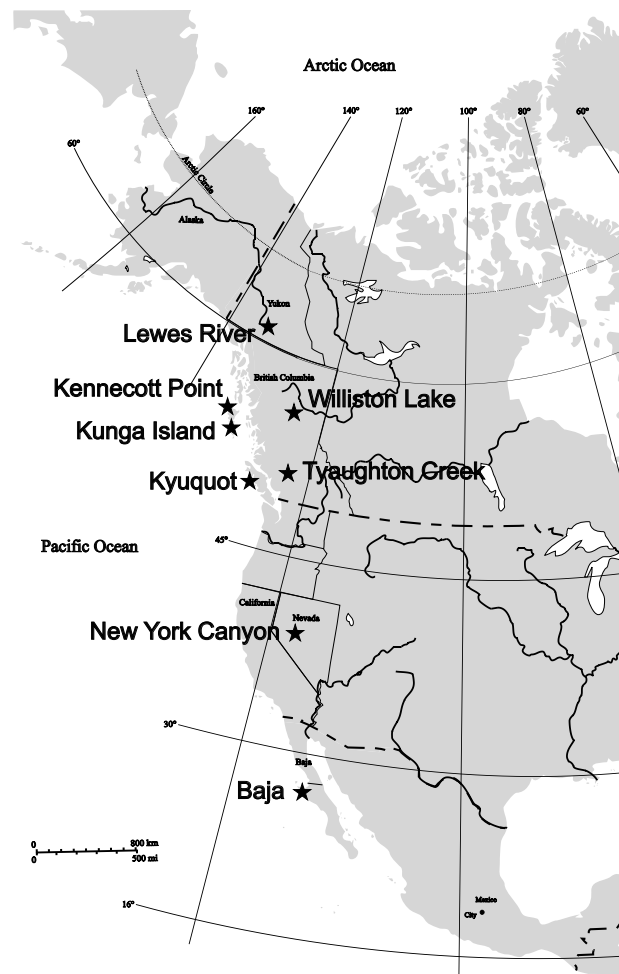 Arctic Ocean
160°
140°
120°
100°
80°
60°
60°
Arctic Circle
Alaska
Yukon
Lewes River
British Columbia
Kennecott Point
Williston Lake
Kunga Island
Tyaughton Creek
Kyuquot
45°
Pacific Ocean
California
Nevada
New York Canyon
30°
Baja
Baja
0 800 km
0 500 mi
16°
Mexico
City